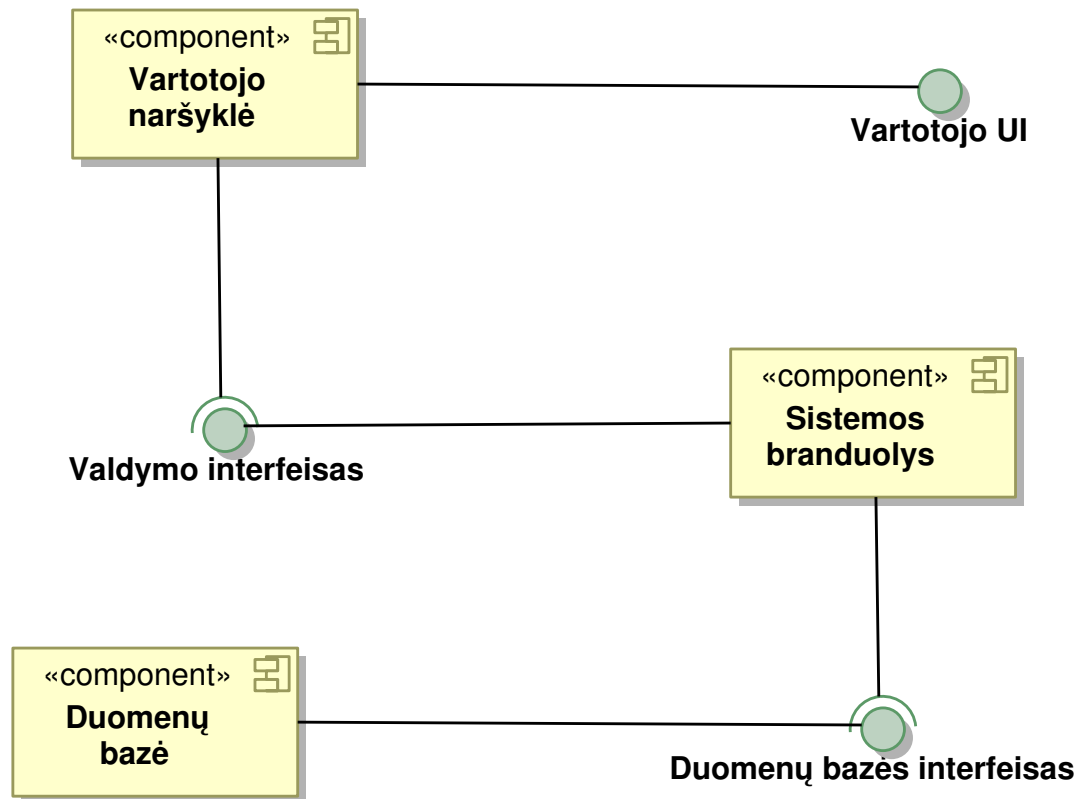 «component»
Vartotojo
naršyklė
Vartotojo UI
«component»
Sistemos
branduolys
Valdymo interfeisas
«component»
Duomenų
bazė
Duomenų bazės interfeisas